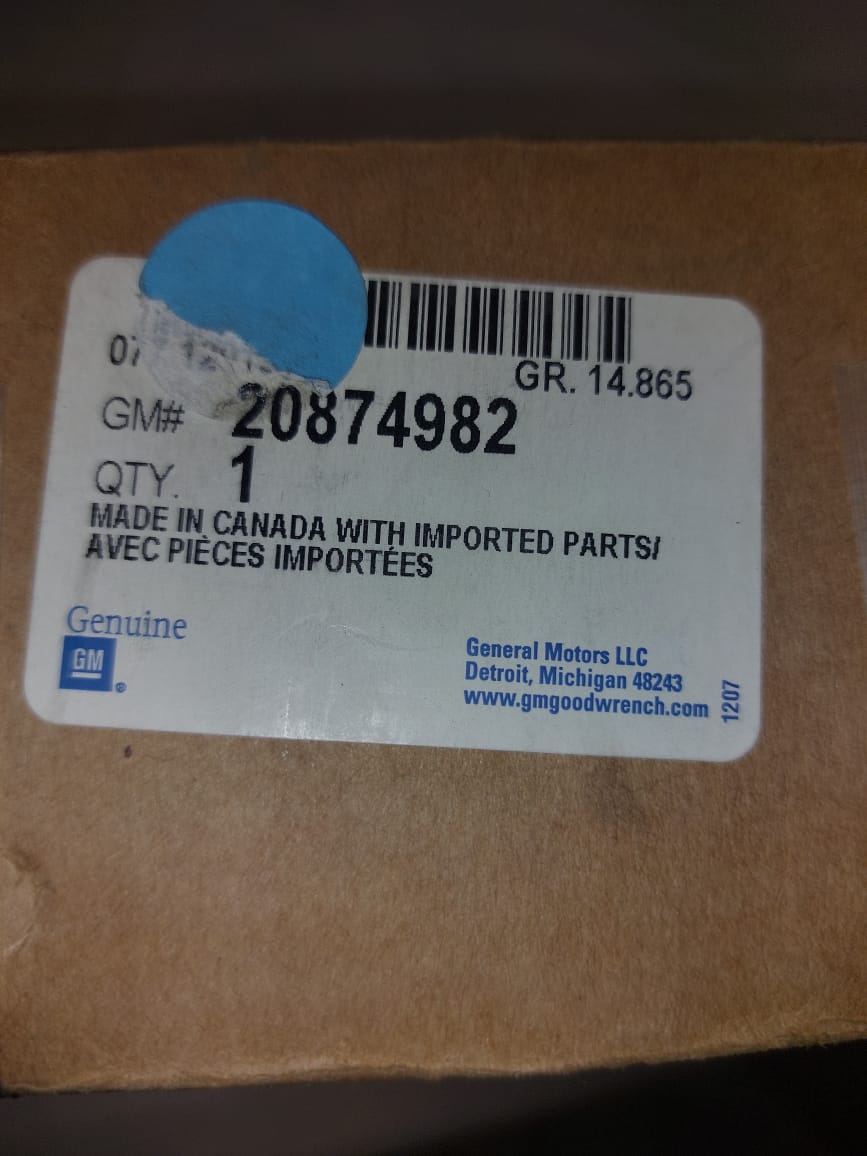 GR. 14.865
GM# 20874982
QTY. 1
MADE IN CANADA WITH IMPORTED PARTS/
AVEC PIÈCES IMPORTÉES
Genuine
GM ®
General Motors LLC
Detroit, Michigan 48243
www.gmgoodwrench.com
1207